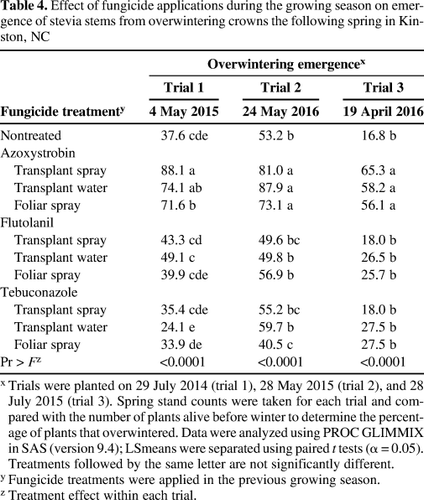 Table 4. Effect of fungicide applications during the growing season on emer-
gence of stevia stems from overwintering crowns the following spring in Kin-
ston, NC
Overwintering emergencex
Trial 1 Trial 2 Trial 3
Fungicide treatmenty 4 May 2015 24 May 2016 19 April 2016
Nontreated 37.6 cde 53.2 b 16.8 b
Azoxystrobin
Transplant spray 88.1 a 81.0 a 65.3 a
Transplant water 74.1 ab 87.9 a 58.2 a
Foliar spray 71.6 b 73.1 a 56.1 a
Flutolanil
Transplant spray 43.3 cd 49.6 bc 18.0 b
Transplant water 49.1 c 49.8 b 26.5 b
Foliar spray 39.9 cde 56.9 b 25.7 b
Tebuconazole
Transplant spray 35.4 cde 55.2 bc 18.0 b
Transplant water 24.1 e 59.7 b 27.5 b
Foliar spray 33.9 de 40.5 c 27.5 b
Pr > Fz <0.0001 <0.0001 <0.0001
x Trials were planted on 29 July 2014 (trial 1), 28 May 2015 (trial 2), and 28
July 2015 (trial 3). Spring stand counts were taken for each trial and com-
pared with the number of plants alive before winter to determine the percent-
age of plants that overwintered. Data were analyzed using PROC GLIMMIX
in SAS (version 9.4); LSmeans were separated using paired t tests (α = 0.05).
Treatments followed by the same letter are not significantly different.
y Fungicide treatments were applied in the previous growing season.
z Treatment effect within each trial.